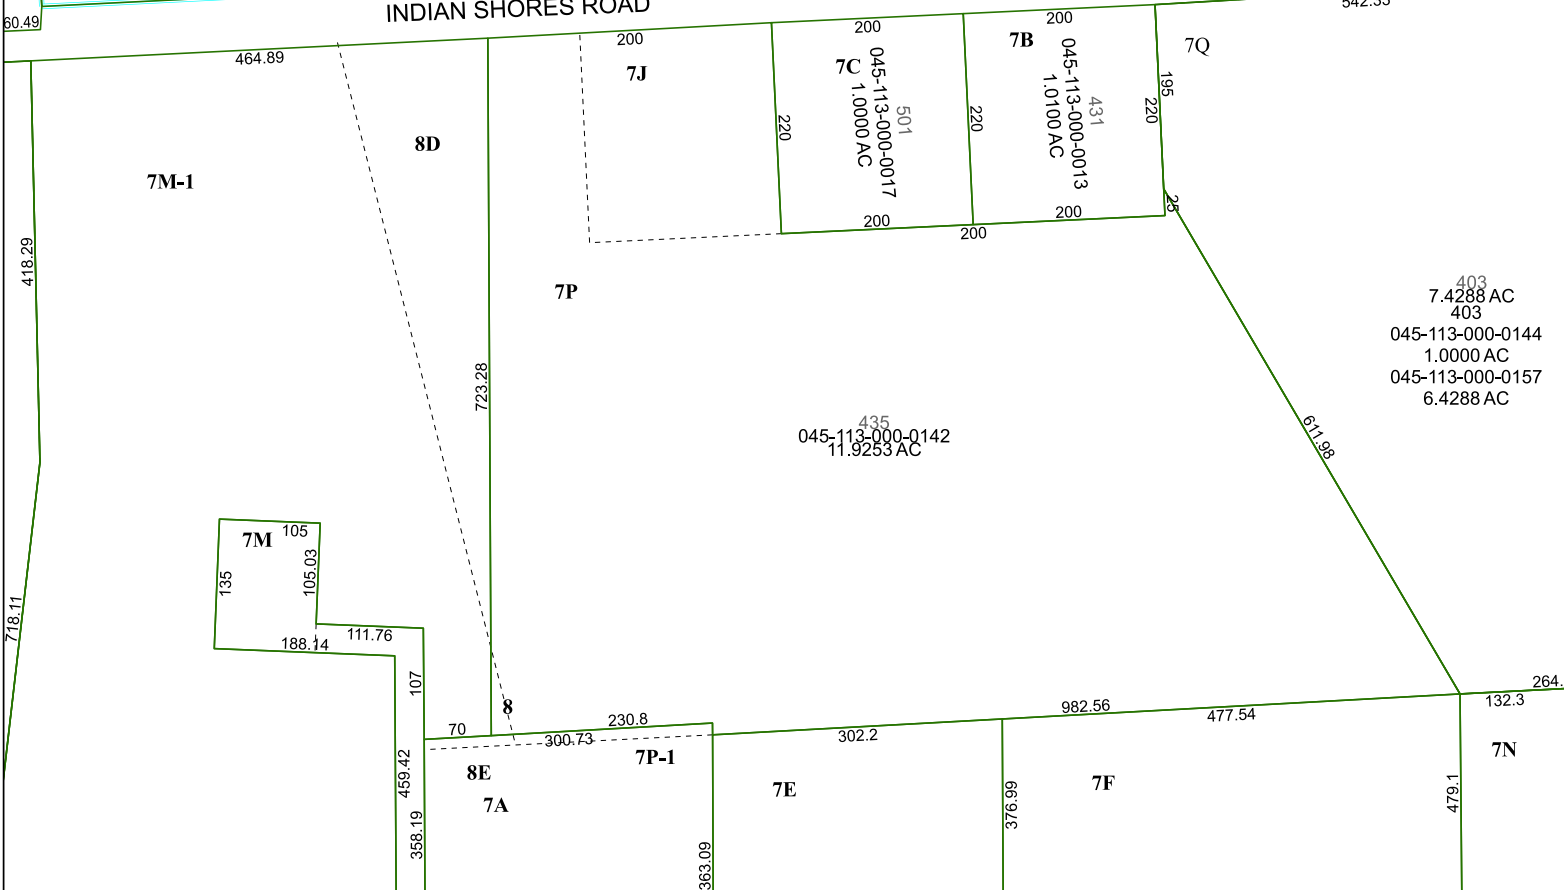 60.49
INDIAN SHORES ROAD
542.33
464.89
200
200
200
7J
7C
7B
7Q
501
045-113-000-0017
1.0000 AC
431
045-113-000-0013
1.0100 AC
195
220
220
220
25
8D
7M-1
418.29
200
200
200
7P
723.28
403
7.4288 AC
403
045-113-000-0144
1.0000 AC
045-113-000-0157
6.4288 AC
435
045-113-000-0142
11.9253 AC
611.98
7M
105
105.03
135
111.76
188.14
718.11
107
8
70
230.8
300.73
302.2
982.56
477.54
264.
132.3
7P-1
8E
7A
7E
7F
7N
459.42
358.19
363.09
376.99
479.1